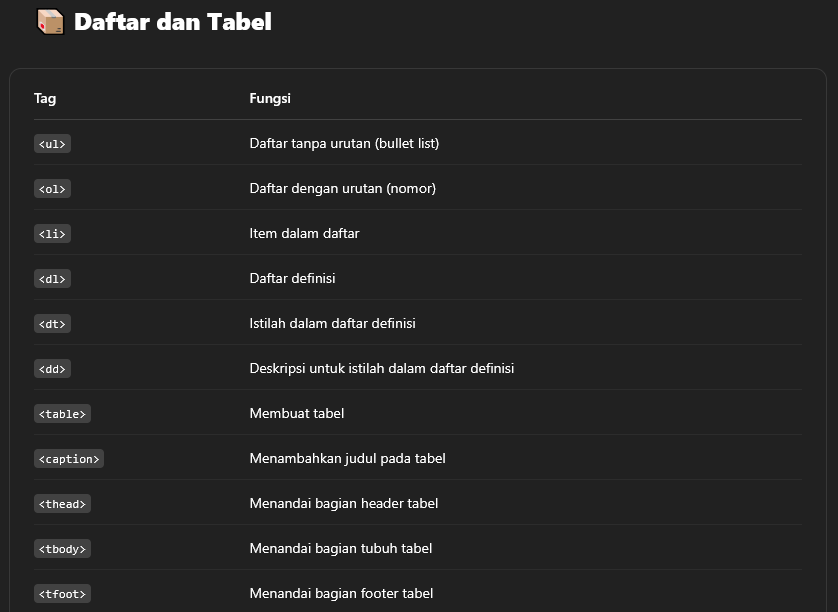 Daftar dan Tabel
Tag Fungsi
<ul> Daftar tanpa urutan (bullet list)
<ol> Daftar dengan urutan (nomor)
<li> Item dalam daftar
<dl> Daftar definisi
<dt> Istilah dalam daftar definisi
<dd> Deskripsi untuk istilah dalam daftar definisi
<table> Membuat tabel
<caption> Menambahkan judul pada tabel
<thead> Menandai bagian header tabel
<tbody> Menandai bagian tubuh tabel
<tfoot> Menandai bagian footer tabel